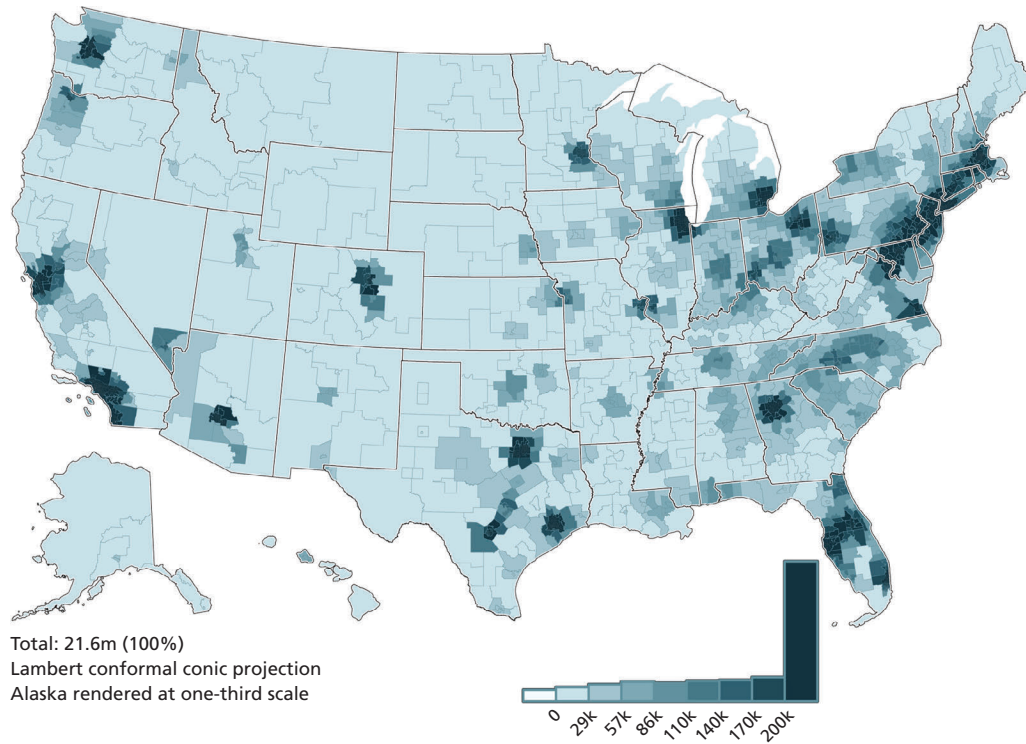 Total: 21.6m (100%)
Lambert conformal conic projection
Alaska rendered at one-third scale
0
29k
57k
86k
110k
140k
170k
200k